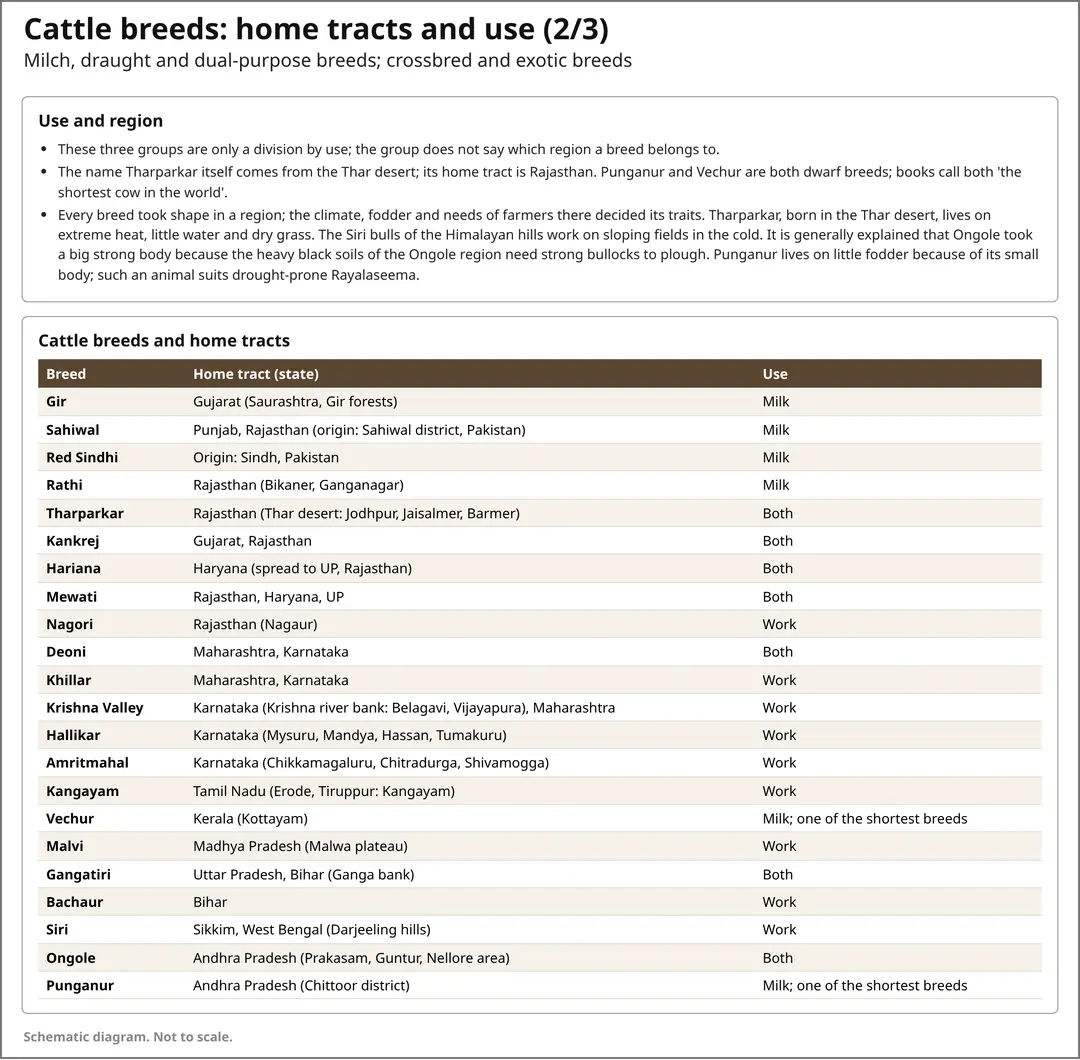 Cattle breeds: home tracts and use (2/3)
Milch, draught and dual-purpose breeds; crossbred and exotic breeds
Use and region
• These three groups are only a division by use; the group does not say which region a breed belongs to.
• The name Tharparkar itself comes from the Thar desert; its home tract is Rajasthan. Punganur and Vechur are both dwarf breeds; books call both 'the
shortest cow in the world'.
• Every breed took shape in a region; the climate, fodder and needs of farmers there decided its traits. Tharparkar, born in the Thar desert, lives on
extreme heat, little water and dry grass. The Siri bulls of the Himalayan hills work on sloping fields in the cold. It is generally explained that Ongole took
a big strong body because the heavy black soils of the Ongole region need strong bullocks to plough. Punganur lives on little fodder because of its small
body; such an animal suits drought-prone Rayalaseema.
Cattle breeds and home tracts
Breed Home tract (state) Use
Gir Gujarat (Saurashtra, Gir forests) Milk
Sahiwal Punjab, Rajasthan (origin: Sahiwal district, Pakistan) Milk
Red Sindhi Origin: Sindh, Pakistan Milk
Rathi Rajasthan (Bikaner, Ganganagar) Milk
Tharparkar Rajasthan (Thar desert: Jodhpur, Jaisalmer, Barmer) Both
Kankrej Gujarat, Rajasthan Both
Hariana Haryana (spread to UP, Rajasthan) Both
Mewati Rajasthan, Haryana, UP Both
Nagori Rajasthan (Nagaur) Work
Deoni Maharashtra, Karnataka Both
Khillar Maharashtra, Karnataka Work
Krishna Valley Karnataka (Krishna river bank: Belagavi, Vijayapura), Maharashtra Work
Hallikar Karnataka (Mysuru, Mandya, Hassan, Tumakuru) Work
Amritmahal Karnataka (Chikkamagaluru, Chitradurga, Shivamogga) Work
Kangayam Tamil Nadu (Erode, Tiruppur: Kangayam) Work
Vechur Kerala (Kottayam) Milk; one of the shortest breeds
Malvi Madhya Pradesh (Malwa plateau) Work
Gangatiri Uttar Pradesh, Bihar (Ganga bank) Both
Bachaur Bihar Work
Siri Sikkim, West Bengal (Darjeeling hills) Work
Ongole Andhra Pradesh (Prakasam, Guntur, Nellore area) Both
Punganur Andhra Pradesh (Chittoor district) Milk; one of the shortest breeds
Schematic diagram. Not to scale.